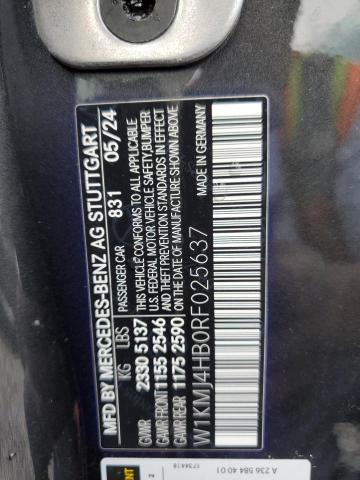 MFD BY MERCEDES-BENZ AG STUTTGART
PASSENGER CAR 831 05/24
KG LBS
GVWR 2330 5137
GAWR FRONT 1155 2546
GAWR REAR 1175 2590
THIS VEHICLE CONFORMS TO ALL APPLICABLE
U.S. FEDERAL MOTOR VEHICLE SAFETY, BUMPER
AND THEFT PREVENTION STANDARDS IN EFFECT
ON THE DATE OF MANUFACTURE SHOWN ABOVE.
MADE IN GERMANY
W1KMJ4HB0RF025637
A 236 584 40 01
1734418
2